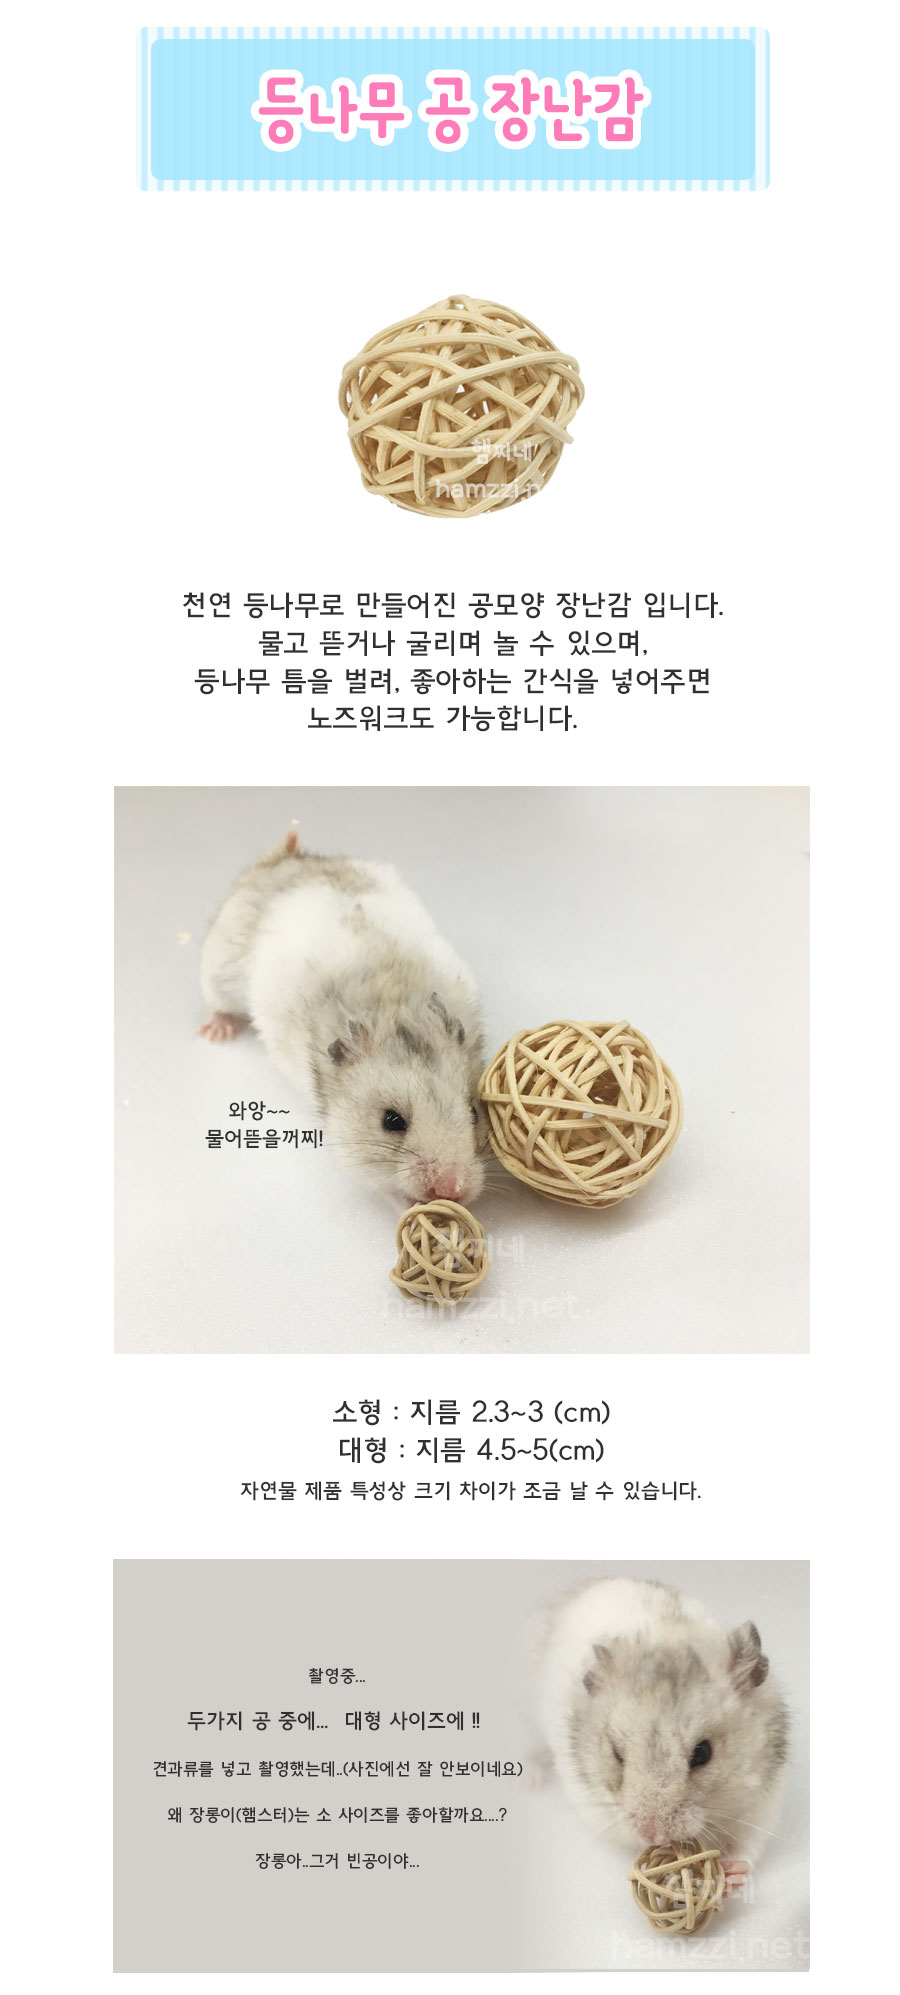 등나무 공 장난감
햄찌네
hamzzi.n
천연 등나무로 만들어진 공모양 장난감 입니다.
물고 뜯거나 굴리며 놀 수 있으며,
등나무 틈을 벌려, 좋아하는 간식을 넣어주면
노즈워크도 가능합니다.
와앙~~
물어뜯을꺼찌!
햄찌네
hamzzi.net
소형 : 지름 2.3~3 (cm)
대형 : 지름 4.5~5(cm)
자연물 제품 특성상 크기 차이가 조금 날 수 있습니다.
촬영중...
두가지 공 중에... 대형 사이즈에 !!
견과류를 넣고 촬영했는데..(사진에선 잘 안보이네요)
왜 장롱이(햄스터)는 소 사이즈를 좋아할까요....?
장롱아..그거 빈공이야...
햄찌네
hamzzi.net